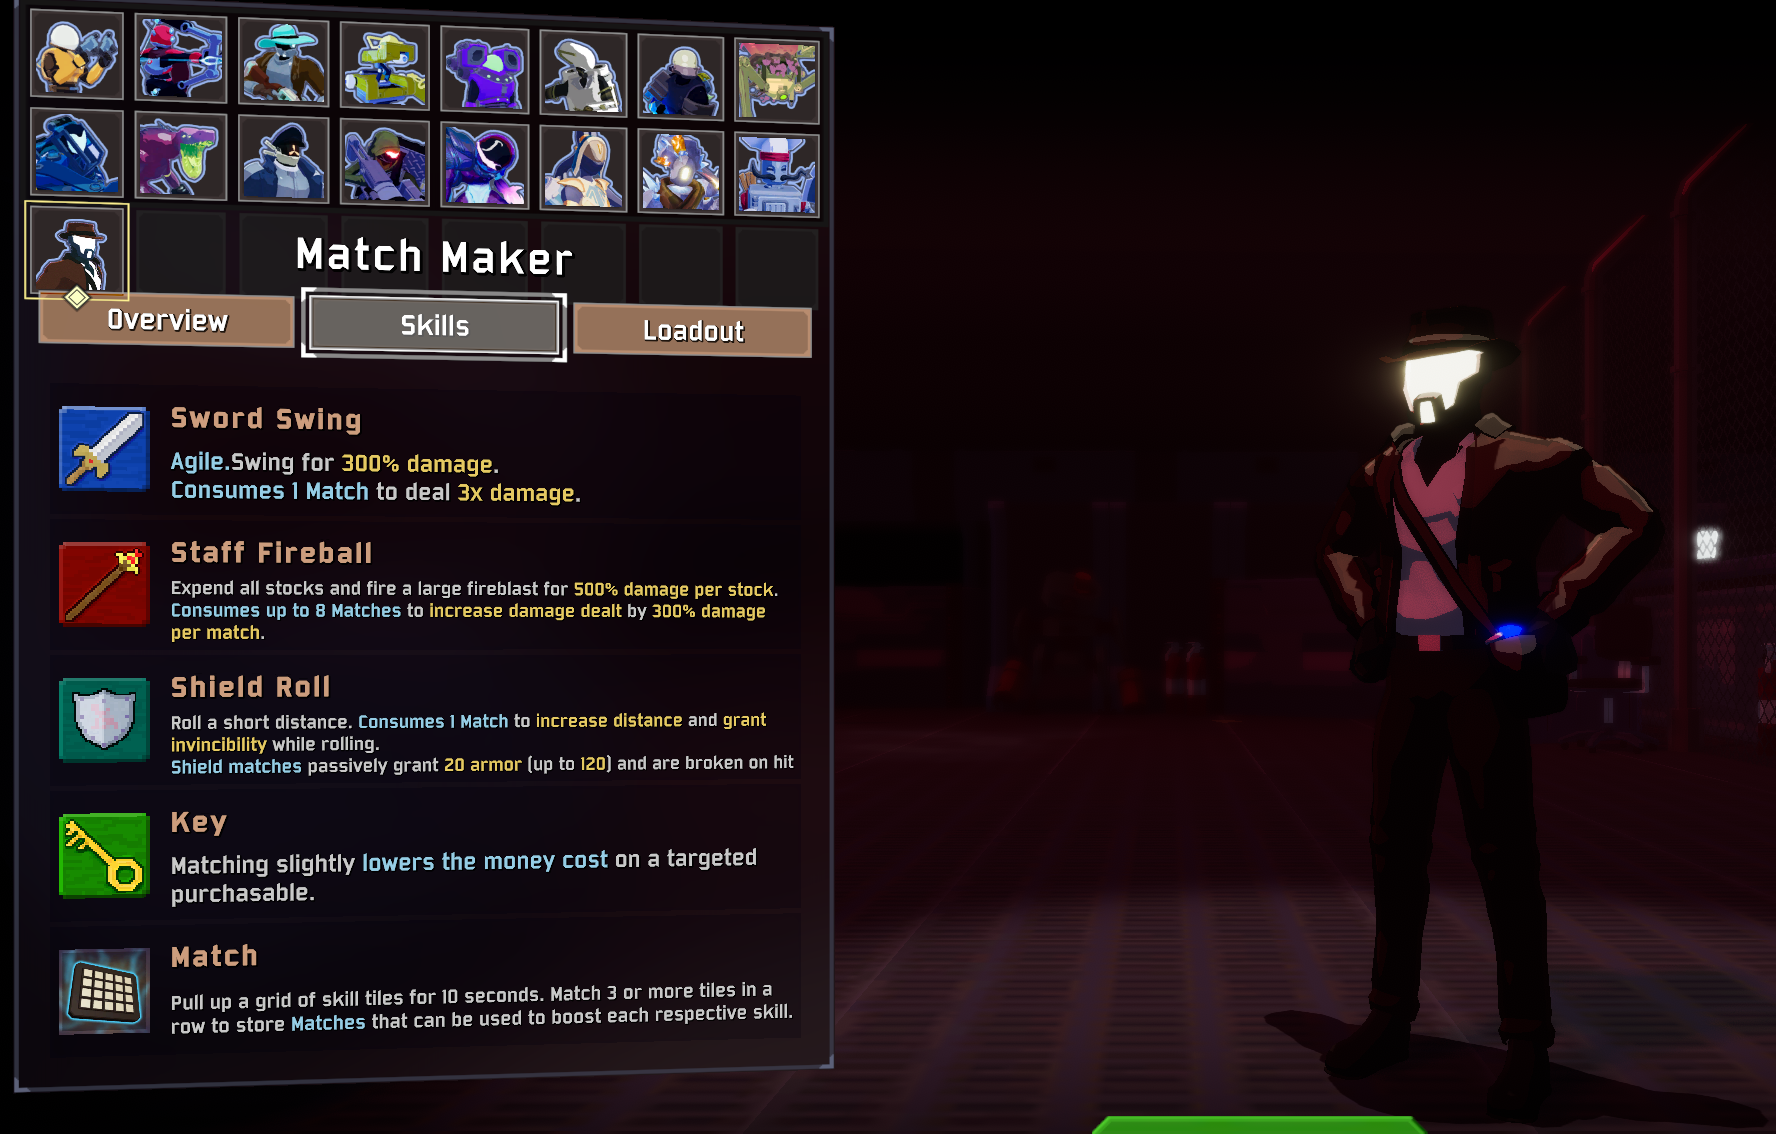 Match Maker
Overview
Skills
Loadout
Sword Swing
Agile.Swing for 300% damage.
Consumes 1 Match to deal 3x damage.
Staff Fireball
Expend all stocks and fire a large fireblast for 500% damage per stock.
Consumes up to 8 Matches to increase damage dealt by 300% damage
per match.
Shield Roll
Roll a short distance. Consumes 1 Match to increase distance and grant
invincibility while rolling.
Shield matches passively grant 20 armor (up to 120) and are broken on hit
Key
Matching slightly lowers the money cost on a targeted
purchasable.
Match
Pull up a grid of skill tiles for 10 seconds. Match 3 or more tiles in a
row to store Matches that can be used to boost each respective skill.